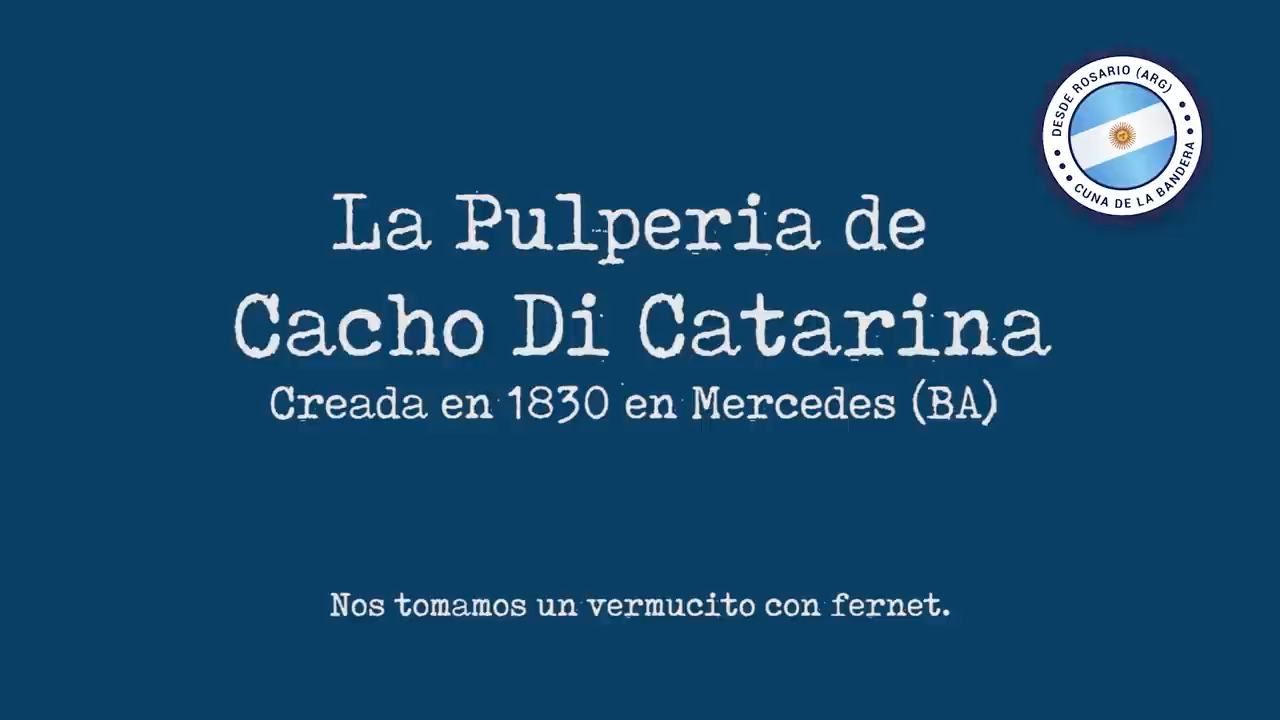 DESDE ROSARIO (ARG)
CUNA DE LA BANDERA
La Pulperia de
Cacho Di Catarina
Creada en 1830 en Mercedes (BA)
Nos tomamos un vermucito con fernet.